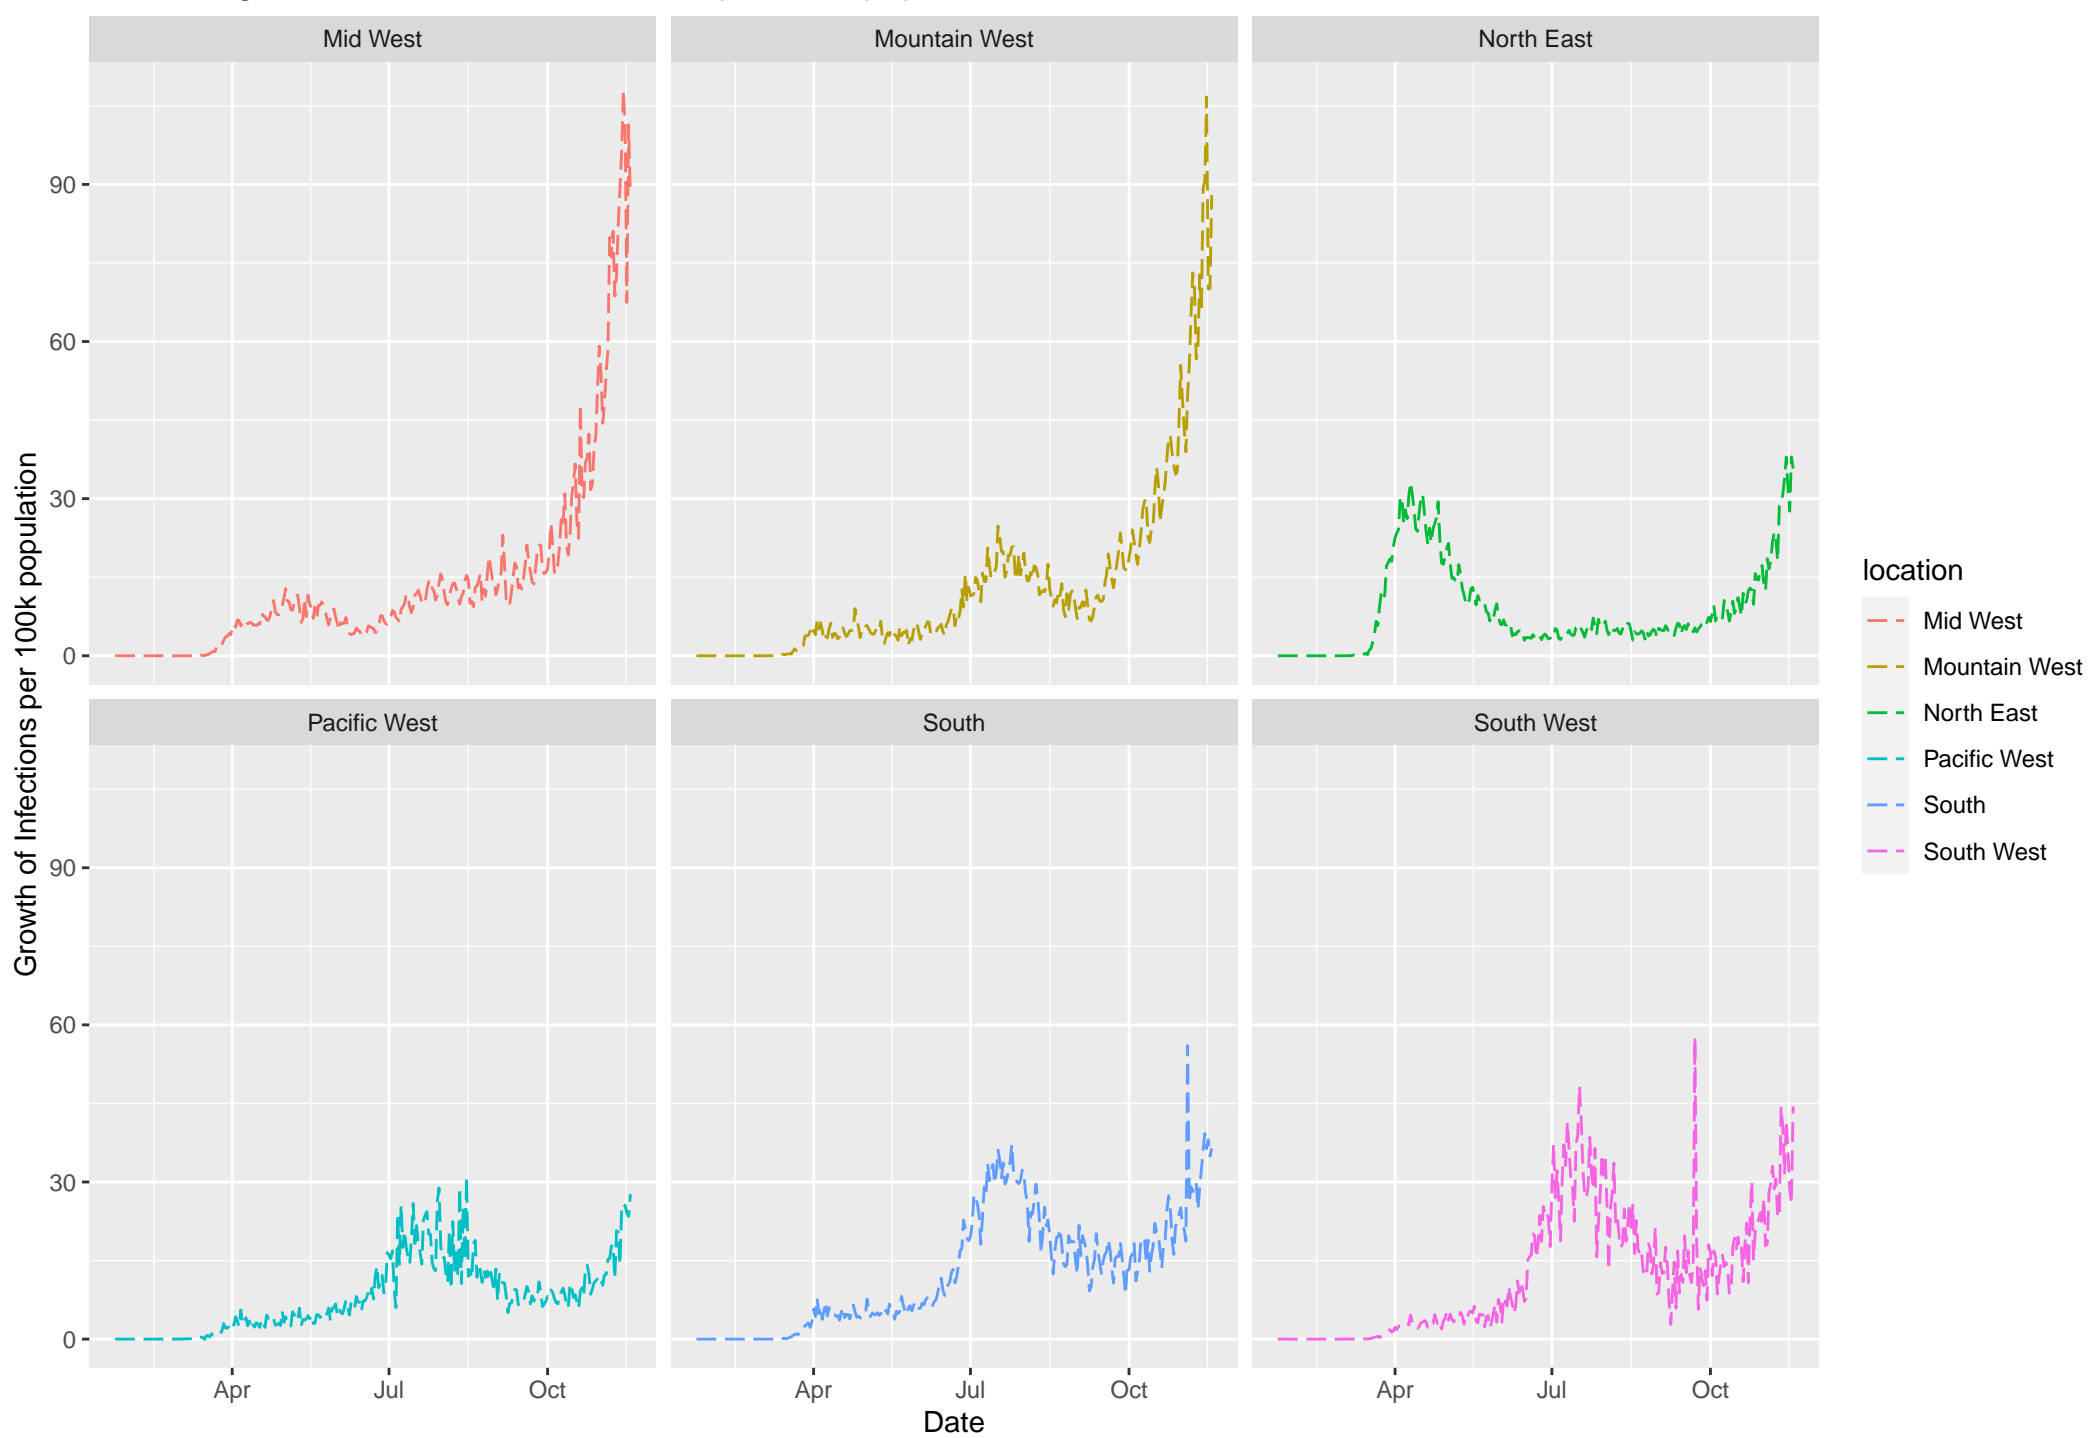 Mid West
Mountain West
North East
90
60
30
0
Pacific West
South
South West
90
60
30
0
Apr
Jul
Oct
Apr
Jul
Oct
Apr
Jul
Oct
Date
Growth of Infections per 100k population
location
Mid West
Mountain West
North East
Pacific West
South
South West